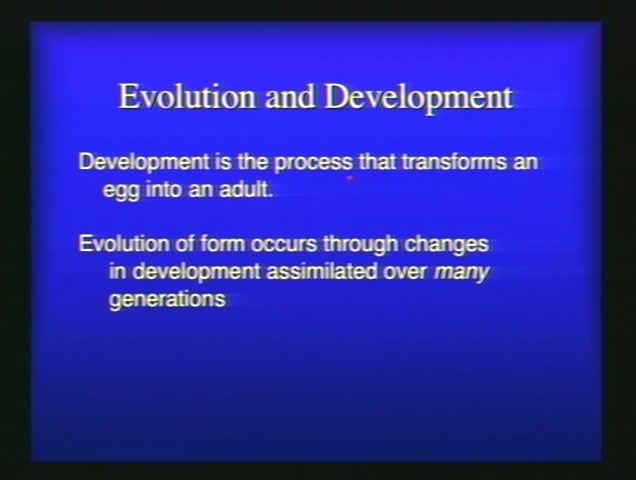 Evolution and Development
Development is the process that transforms an
egg into an adult.
Evolution of form occurs through changes
in development assimilated over many
generations